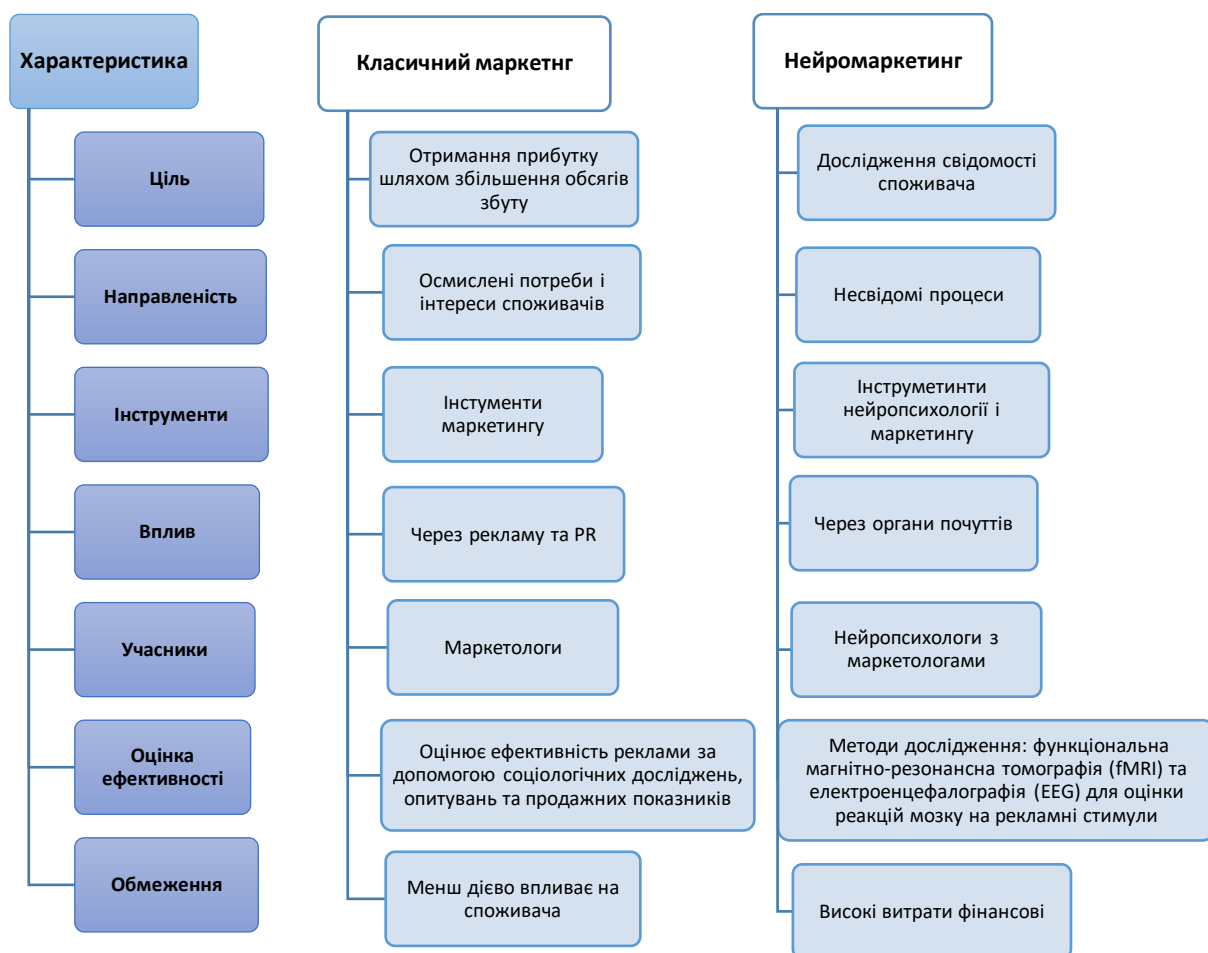 Характеристика
Класичний маркетнг
Нейромаркетинг
Ціль
Отримання прибутку
шляхом збільшення обсягів
збуту
Дослідження свідомості
споживача
Направленість
Осмислені потреби і
інтереси споживачів
Несвідомі процеси
Інструменти
Інстументи
маркетингу
Інструметинти
нейропсихології і
маркетингу
Вплив
Через рекламу та PR
Через органи почуттів
Учасники
Маркетологи
Нейропсихологи з
маркетологами
Оцінка
ефективності
Оцінює ефективність реклами за
допомогою соціологічних досліджень,
опитувань та продажних показників
Методи дослідження: функціональна
магнітно-резонансна томографія (fMRI) та
електроенцефалографія (EEG) для оцінки
реакцій мозку на рекламні стимули
Обмеження
Менш дієво впливає на
споживача
Високі витрати фінансові